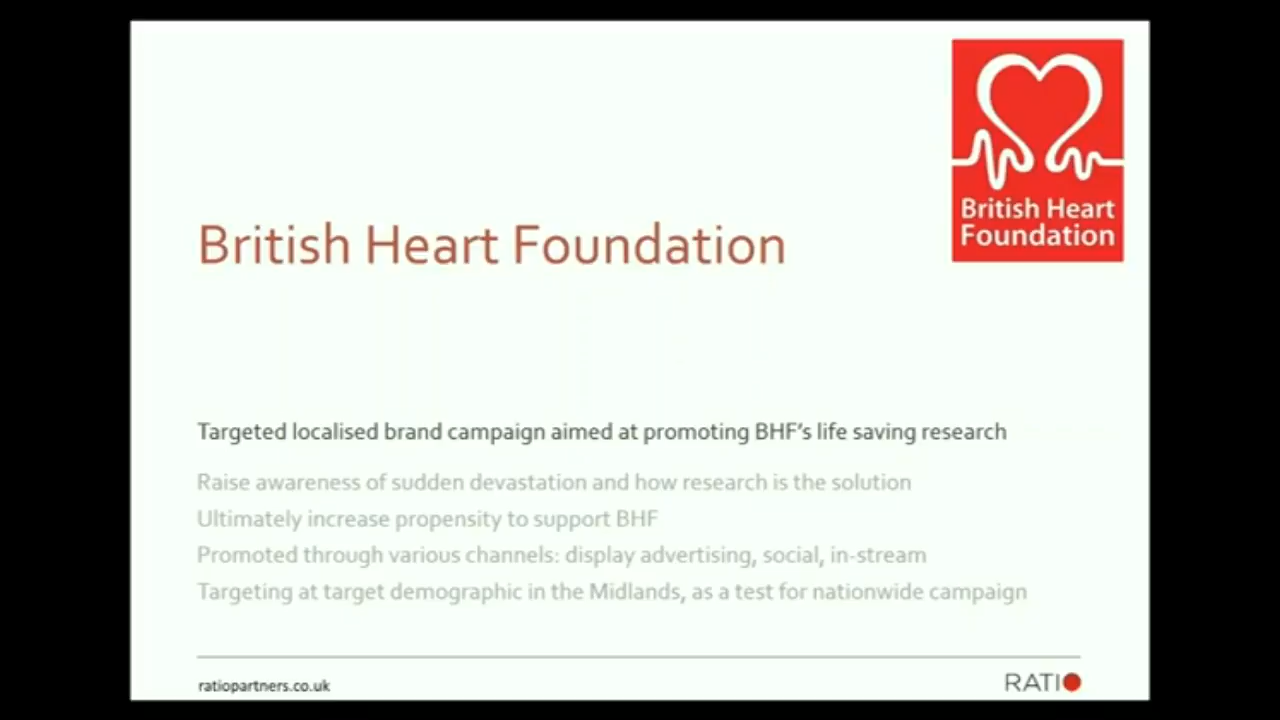 British Heart
Foundation
British Heart Foundation
Targeted localised brand campaign aimed at promoting BHF's life saving research
Raise awareness of sudden devastation and how research is the solution
Ultimately increase propensity to support BHF
Promoted through various channels: display advertising, social, in-stream
Targeting at target demographic in the Midlands, as a test for nationwide campaign
ratiopartners.co.uk
RATIO